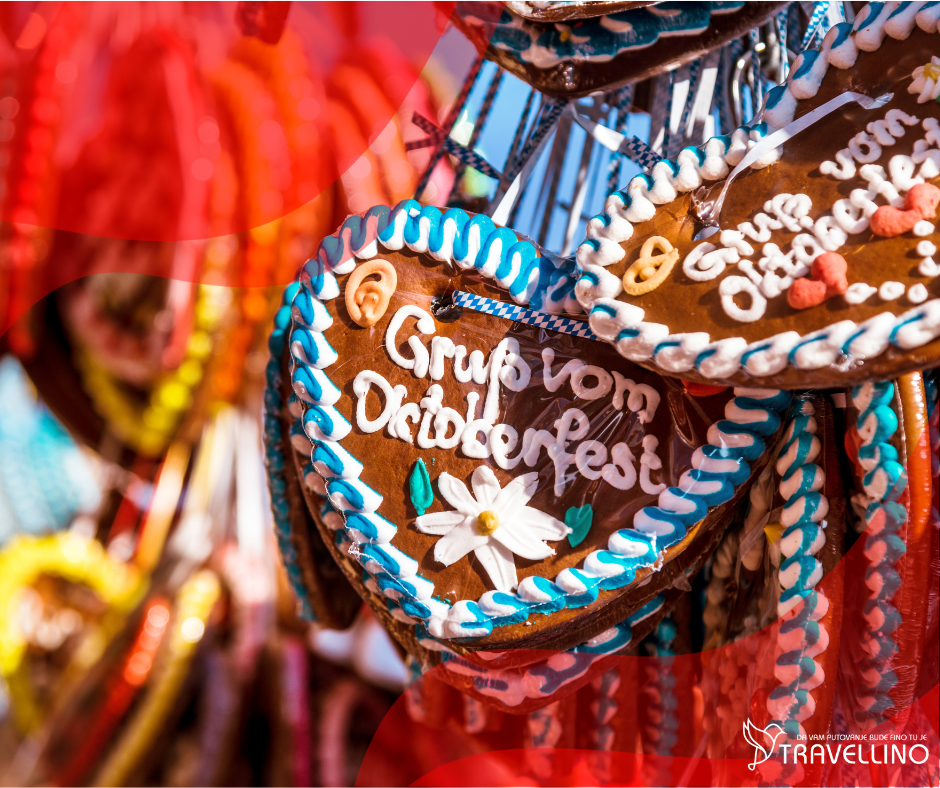 Gruß vom
Oktoberfest
Gruß vom
Oktoberfest
DA VAM PUTOVANJE BUDE FINO TU JE
TRAVELLINO